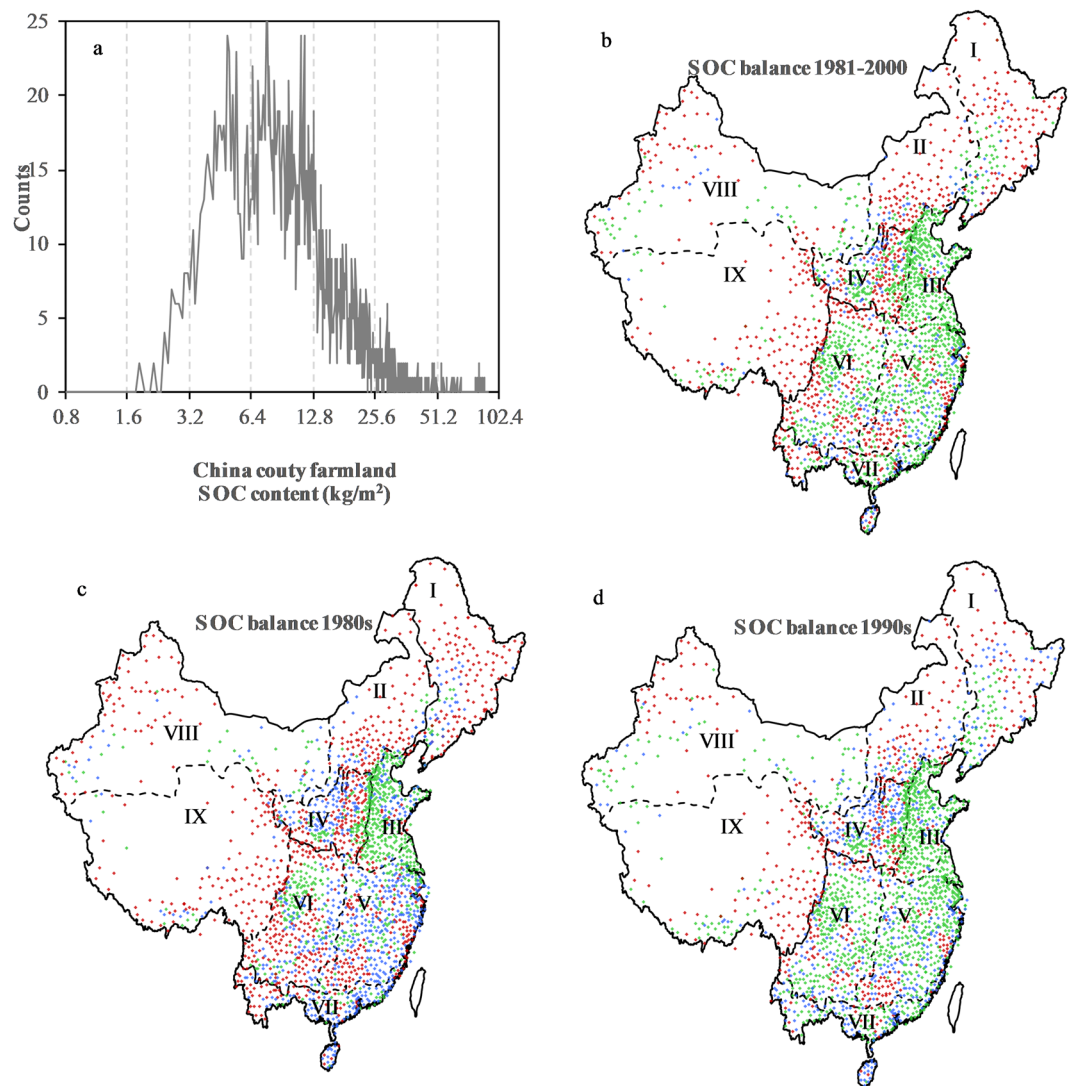 a
25
20
15
10
5
0
Counts
0.8 1.6 3.2 6.4 12.8 25.6 51.2 102.4
China couty farmland
SOC content (kg/m²)
b
SOC balance 1981-2000
I
II
VIII
IX
IV
III
VI
V
VII
c
SOC balance 1980s
I
II
VIII
IX
IV
III
VI
V
VII
d
SOC balance 1990s
I
II
VIII
IX
IV
III
VI
V
VII